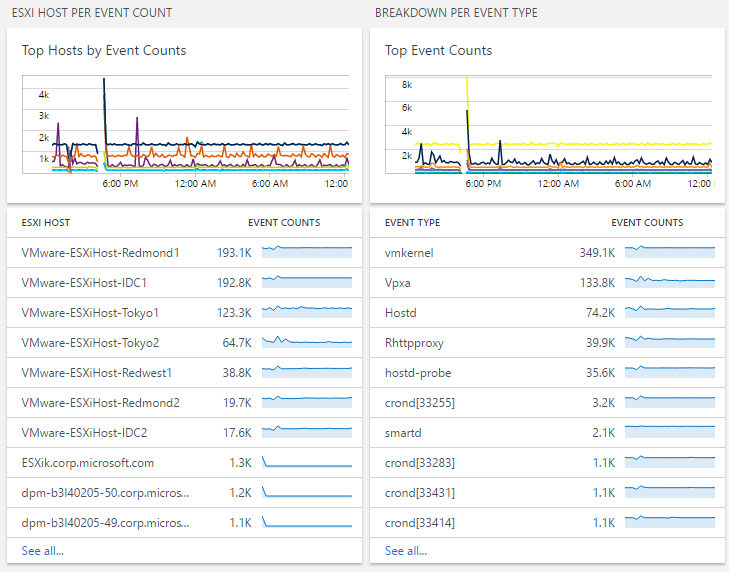 ESXI HOST PER EVENT COUNT
Top Hosts by Event Counts
4k
3k
2k
1k
6:00 PM 12:00 AM 6:00 AM 12:00
ESXI HOST EVENT COUNTS
VMware-ESXiHost-Redmond1 193.1K
VMware-ESXiHost-IDC1 192.8K
VMware-ESXiHost-Tokyo1 123.3K
VMware-ESXiHost-Tokyo2 64.7K
VMware-ESXiHost-Redwest1 38.8K
VMware-ESXiHost-Redmond2 19.7K
VMware-ESXiHost-IDC2 17.6K
ESXik.corp.microsoft.com 1.3K
dpm-b3l40205-50.corp.micros... 1.2K
dpm-b3l40205-49.corp.micros... 1.1K
See all...
BREAKDOWN PER EVENT TYPE
Top Event Counts
8k
6k
4k
2k
6:00 PM 12:00 AM 6:00 AM 12:00
EVENT TYPE EVENT COUNTS
vmkernel 349.1K
Vpxa 133.8K
Hostd 74.2K
Rhttpproxy 39.9K
hostd-probe 35.6K
crond[33255] 3.2K
smartd 2.1K
crond[33283] 1.1K
crond[33431] 1.1K
crond[33414] 1.1K
See all...